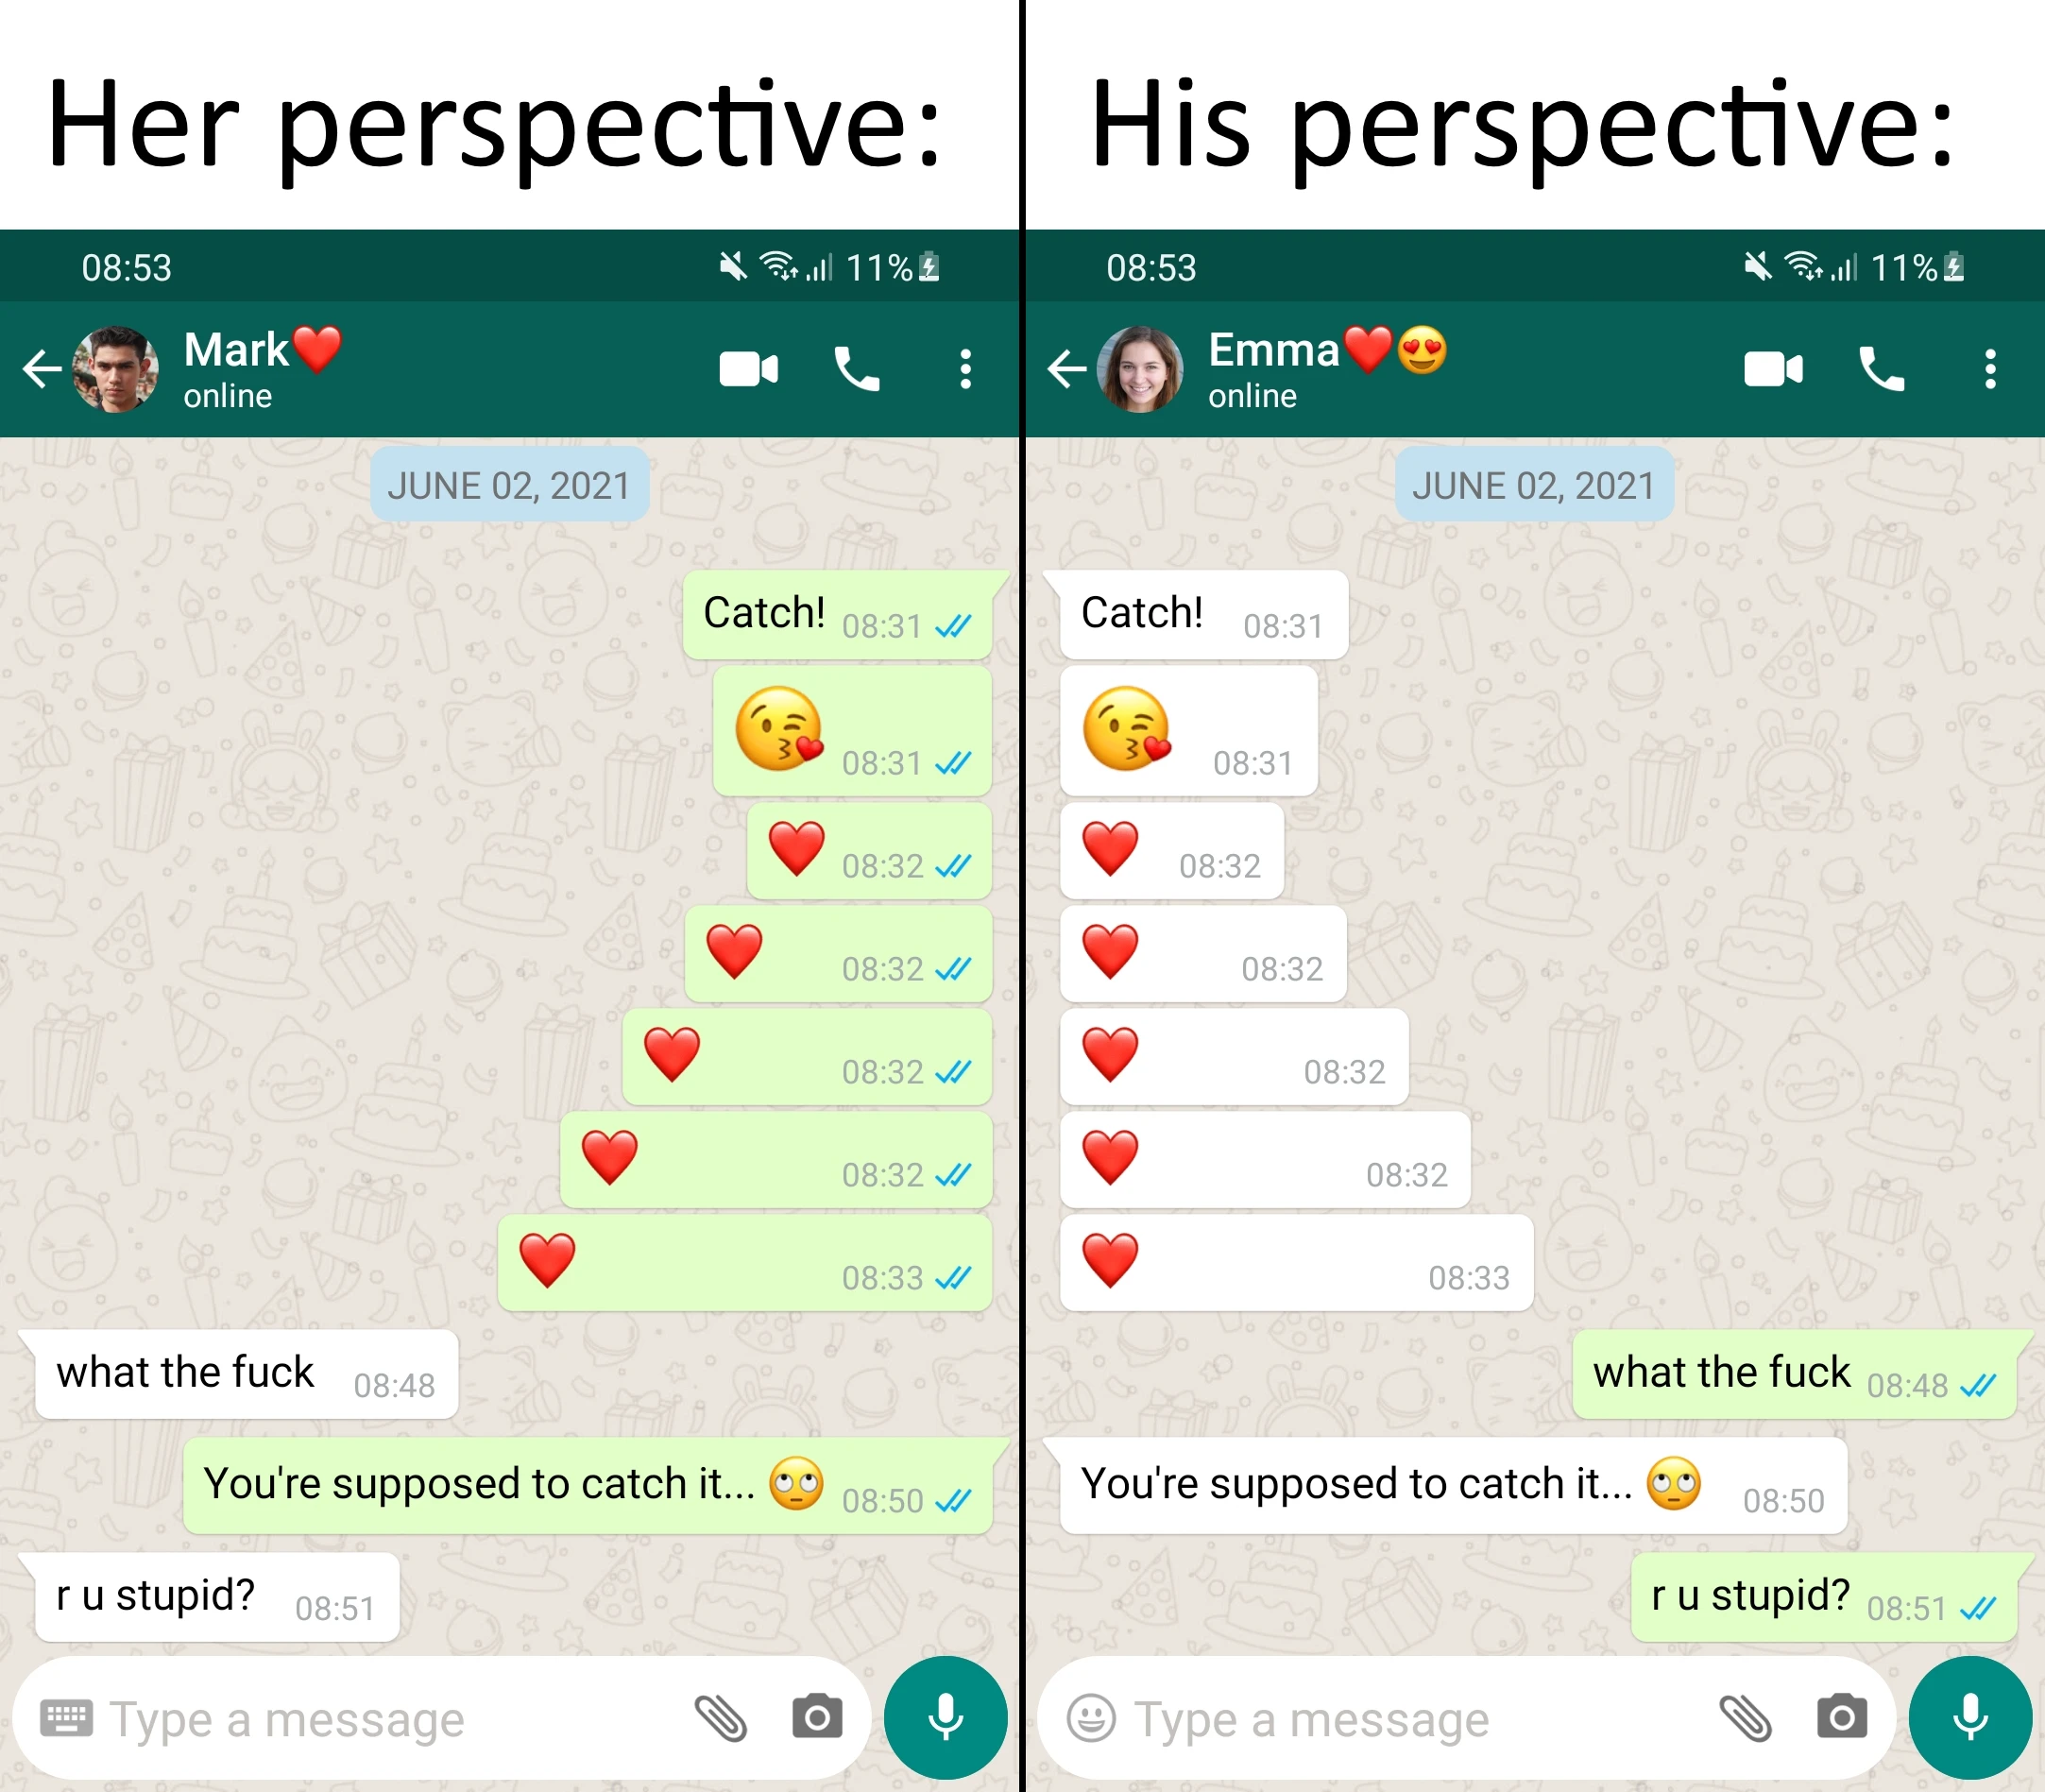 Her perspective:
08:53 11%
Mark❤️
online
JUNE 02, 2021
Catch! 08:31
😘 08:31
❤️ 08:32
❤️ 08:32
❤️ 08:32
❤️ 08:32
❤️ 08:33
what the fuck 08:48
You're supposed to catch it... 🙄 08:50
r u stupid? 08:51
Type a message
His perspective:
08:53 11%
Emma❤️😍
online
JUNE 02, 2021
Catch! 08:31
😘 08:31
❤️ 08:32
❤️ 08:32
❤️ 08:32
❤️ 08:32
❤️ 08:33
what the fuck 08:48
You're supposed to catch it... 🙄 08:50
r u stupid? 08:51
Type a message